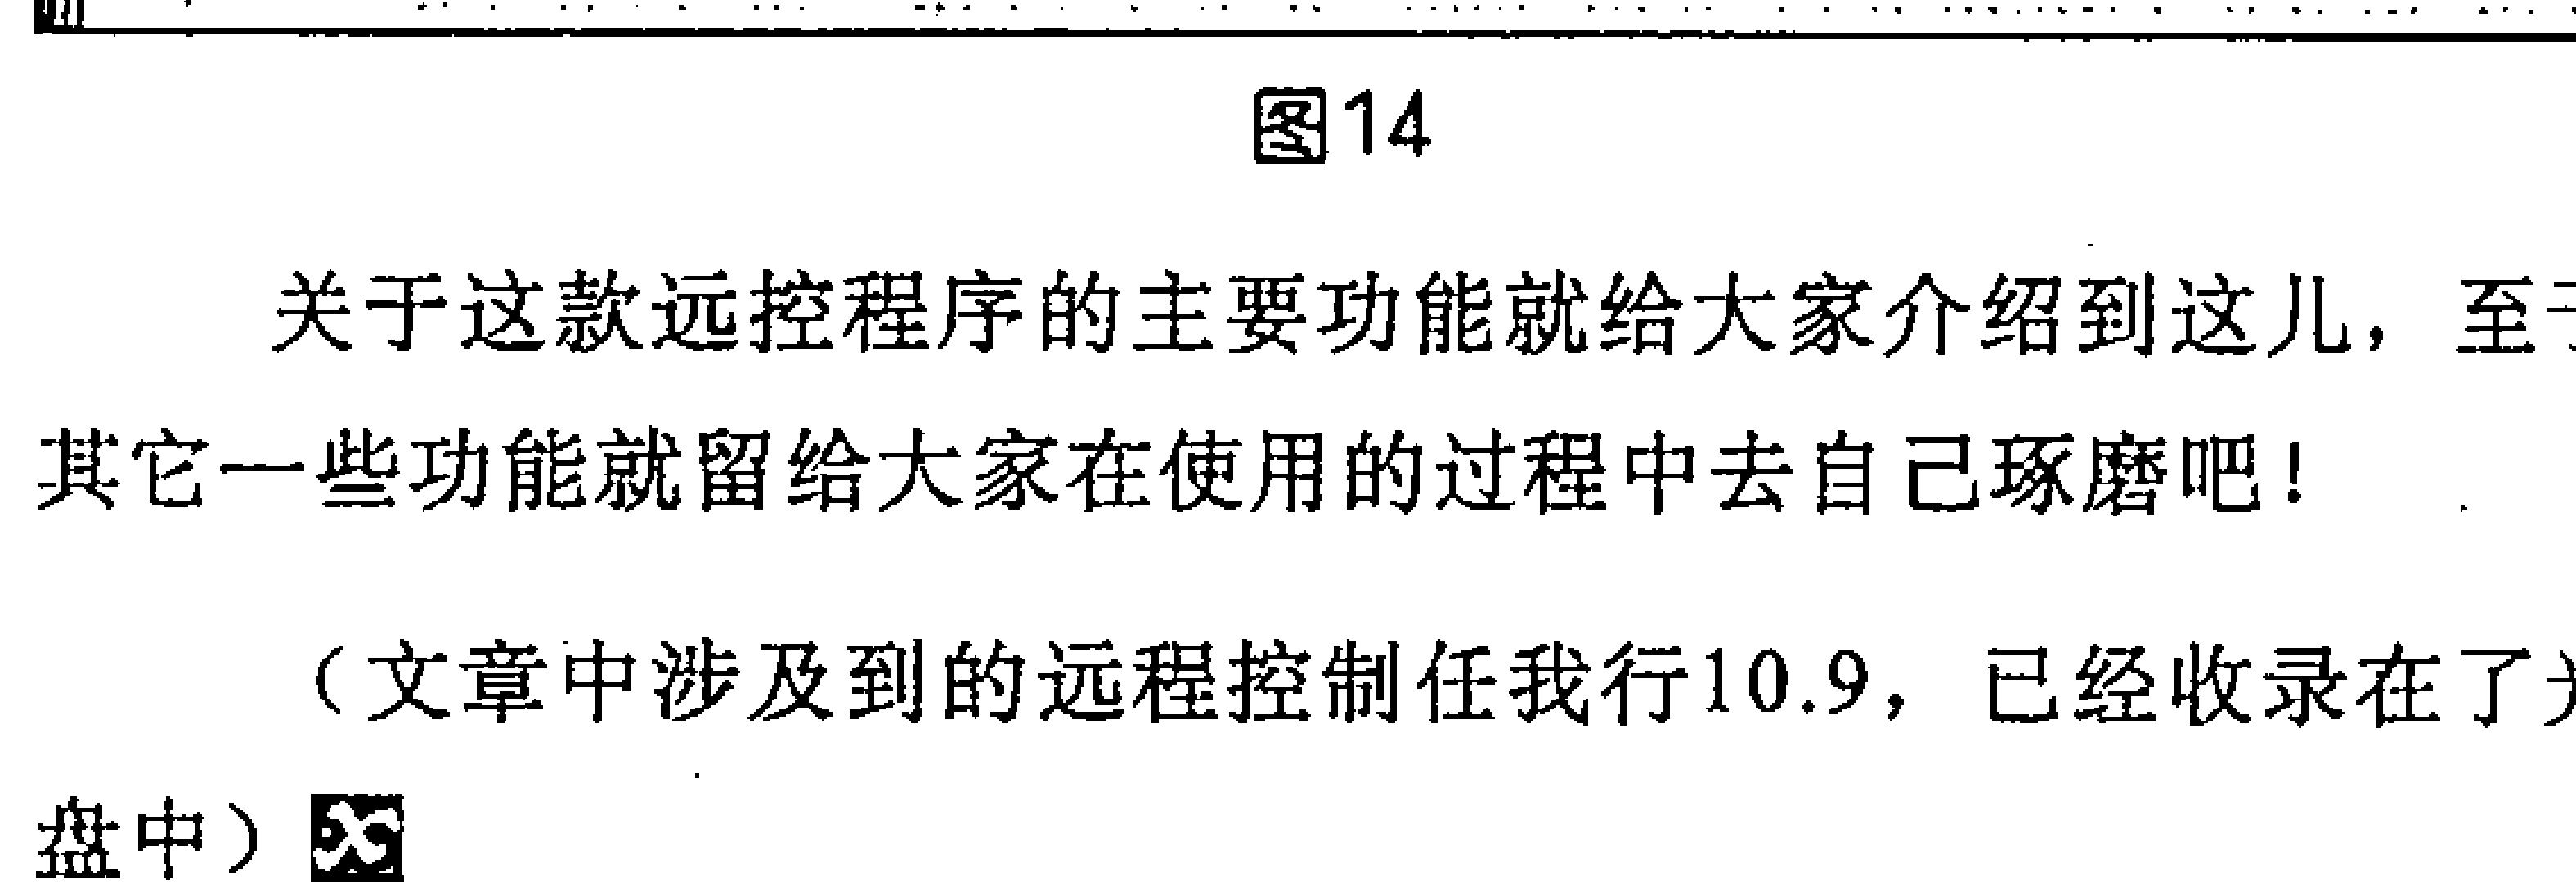 图14
关于这款远控程序的主要功能就给大家介绍到这儿，至于
其它一些功能就留给大家在使用的过程中去自己琢磨吧！
（文章中涉及到的远程控制任我行10.9，已经收录在了
盘中）